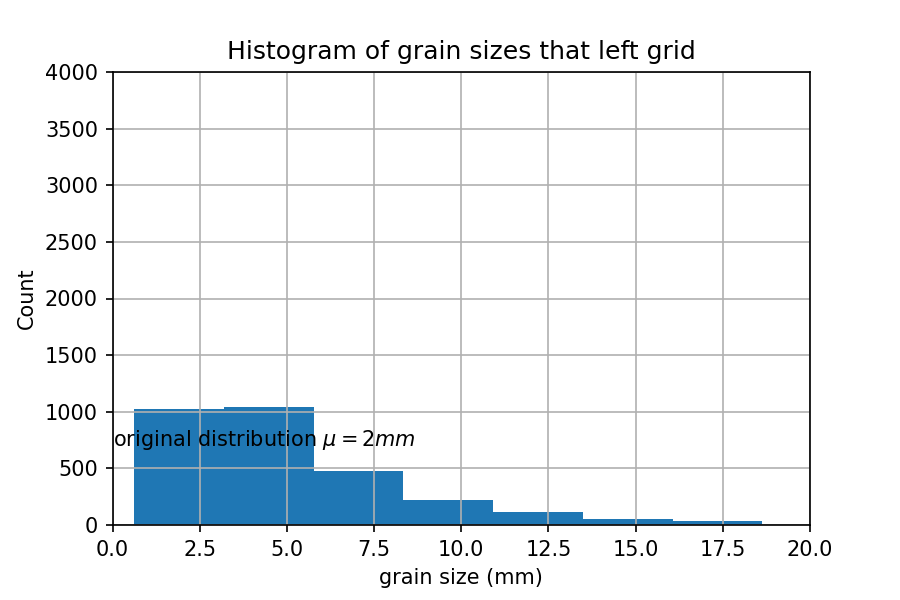 Histogram of grain sizes that left grid
4000
3500
3000
2500
2000
1500
1000
500
0
Count
original distribution μ = 2mm
0.0 2.5 5.0 7.5 10.0 12.5 15.0 17.5 20.0
grain size (mm)